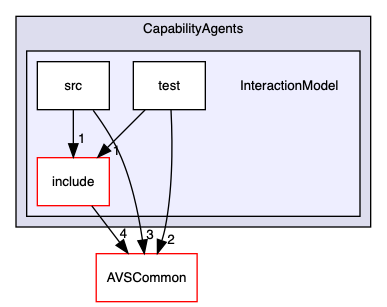 CapabilityAgents
src
test
InteractionModel
1
1
include
4
3
2
AVSCommon